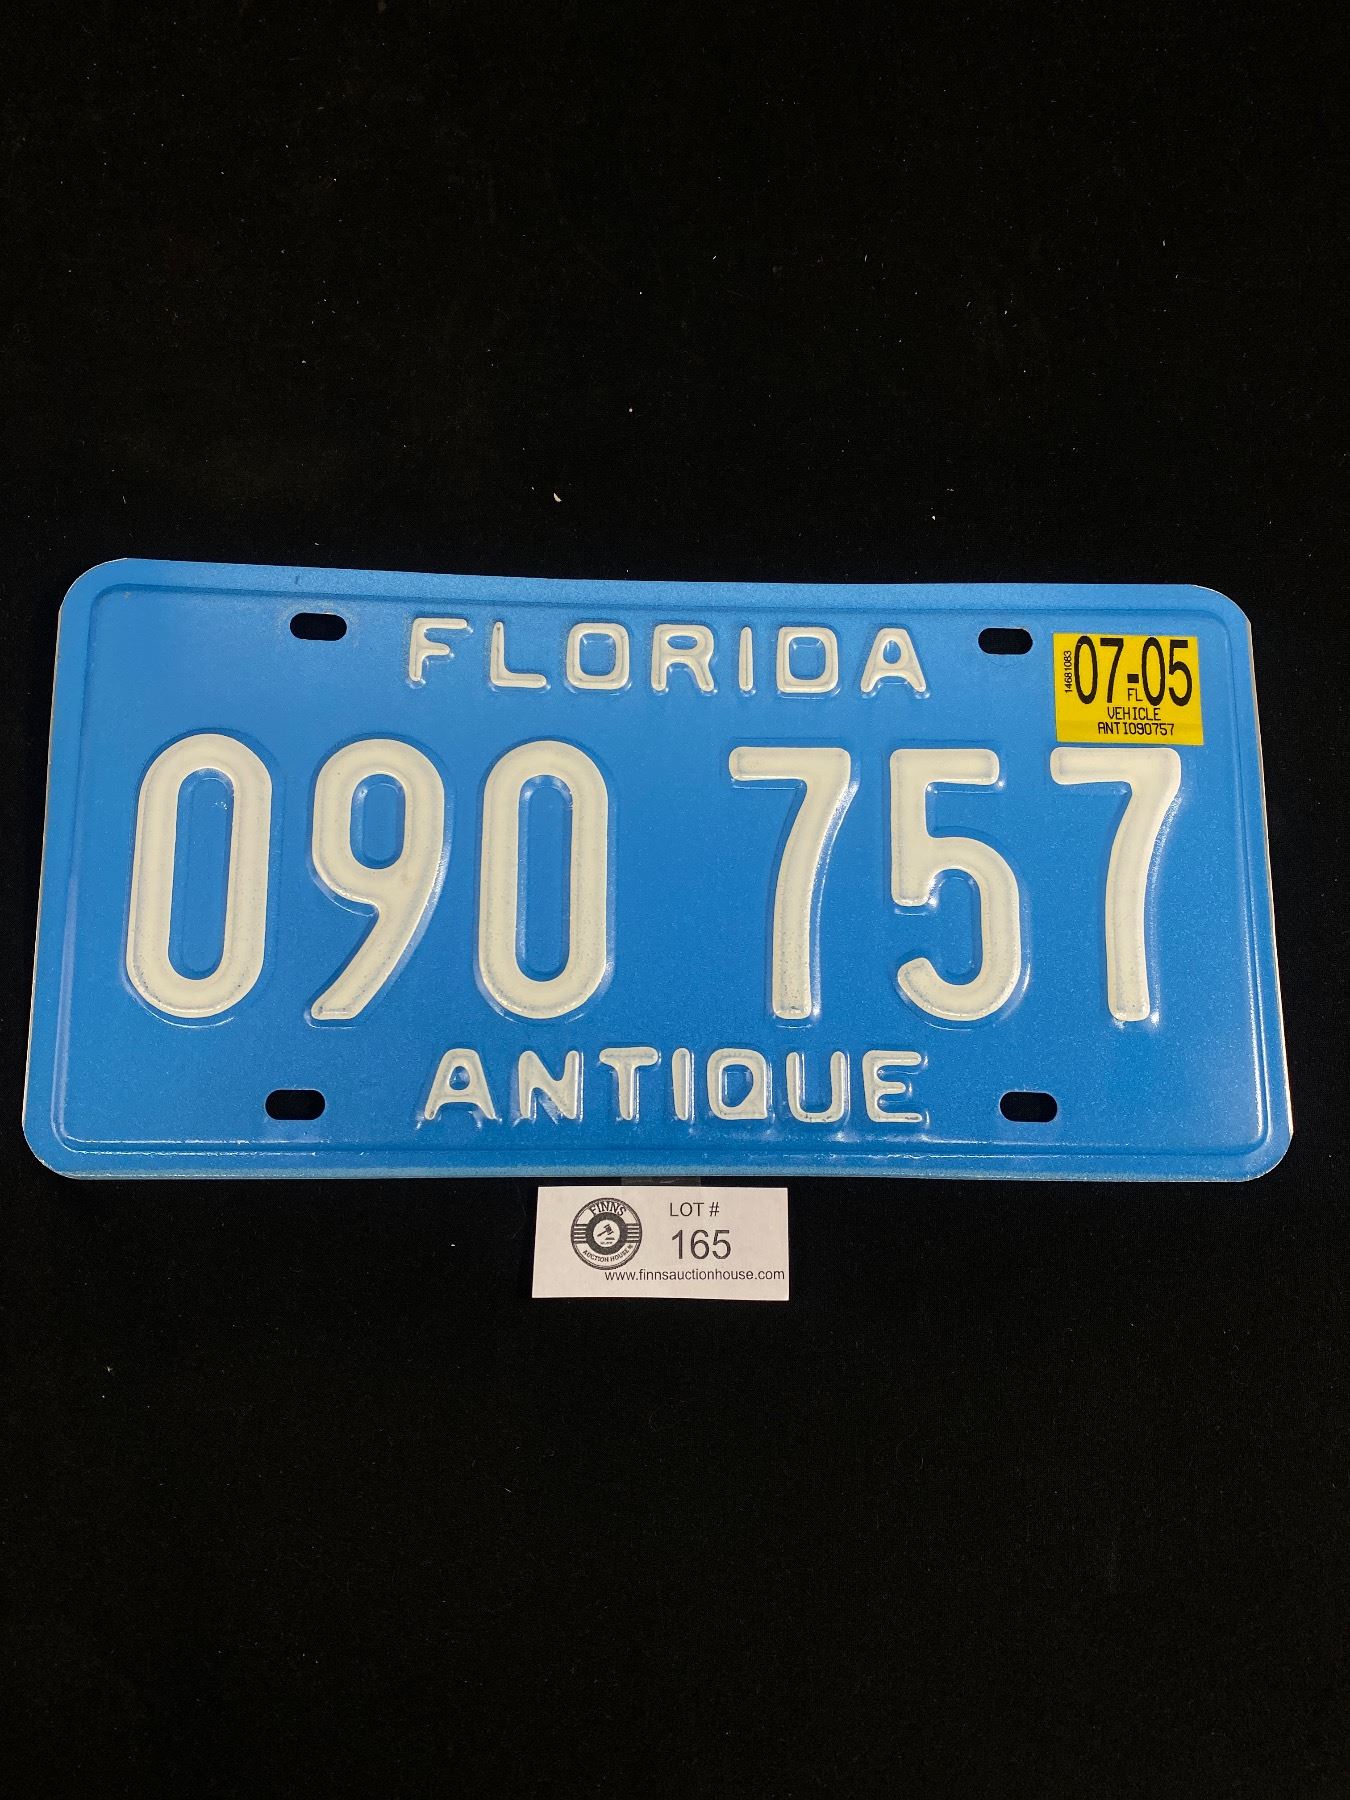 FLORIDA
14681083
07-05
FL
VEHICLE
ANTI090757
090 757
ANTIQUE
FINNS
AUCTION HOUSE
LOT #
165
www.finnsauctionhouse.com